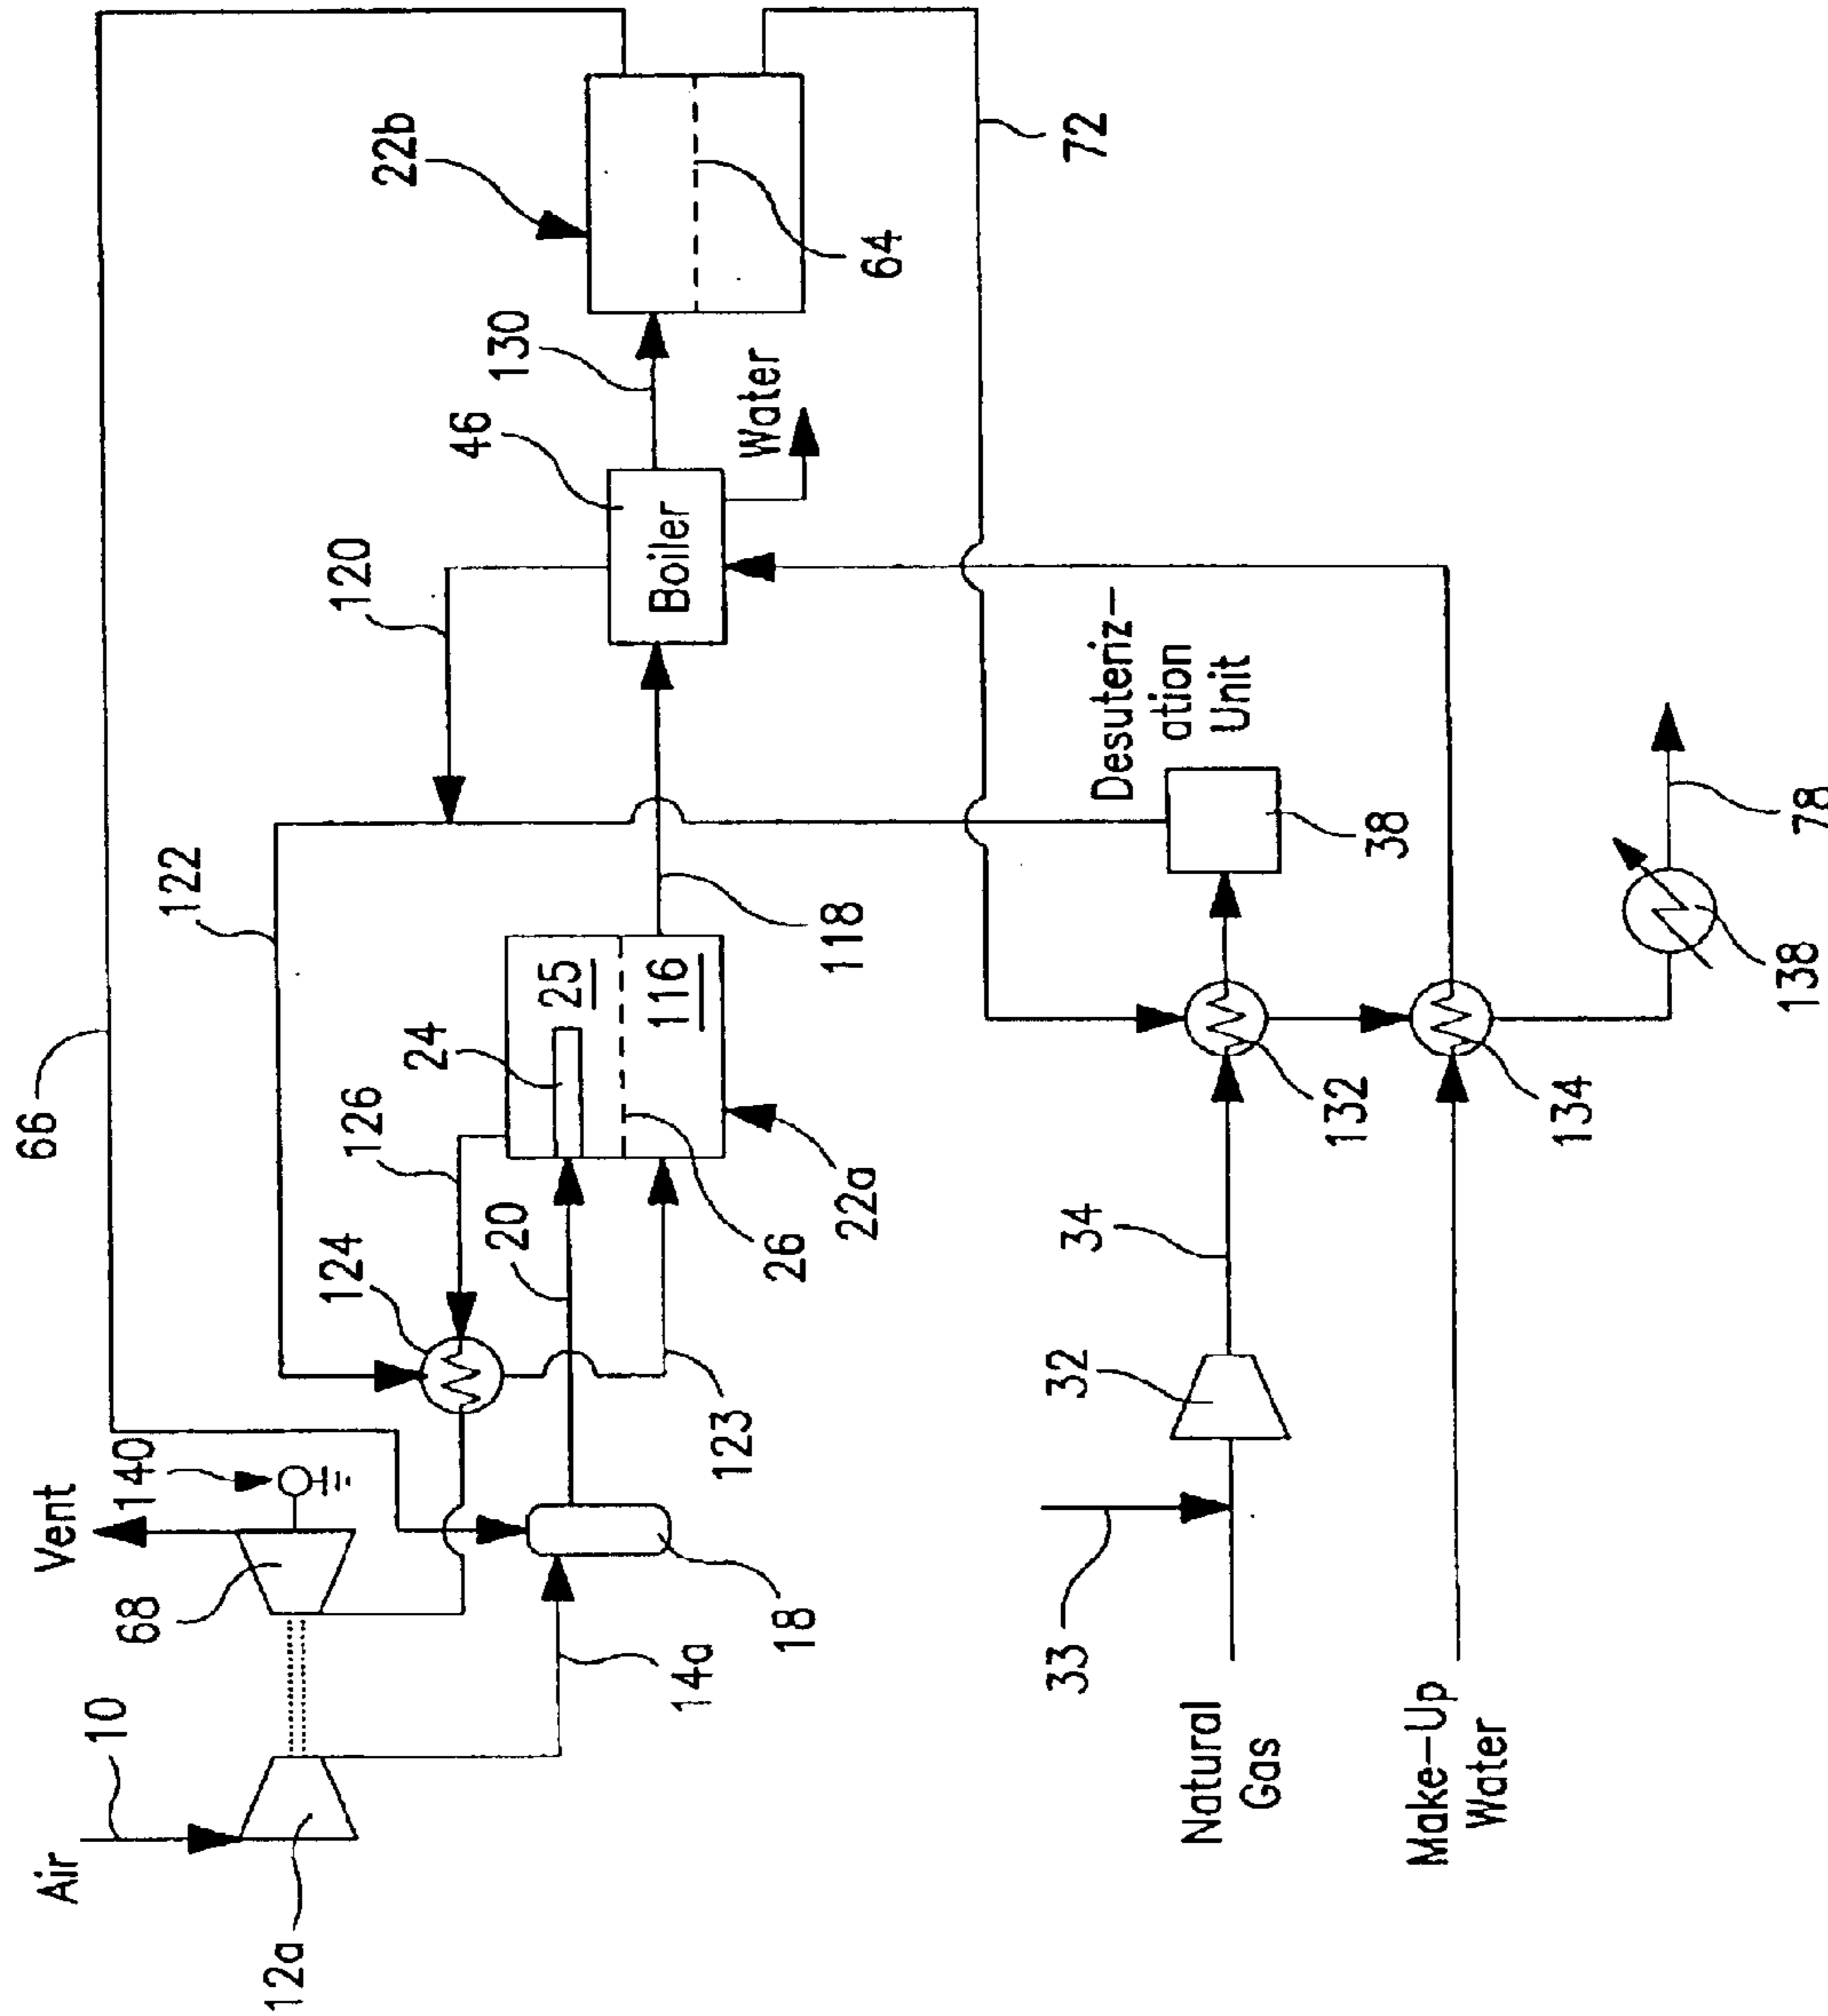 Air
Vent
66
10
68
140
122
12a
124
126
120
22b
24
46
20
130
25
116
Boiler
14a
123
Water
18
26
22a
118
64
33
32
34
72
Desuteriz–
ation
Unit
Natural
Gas
132
38
Make–Up
Water
134
138
78